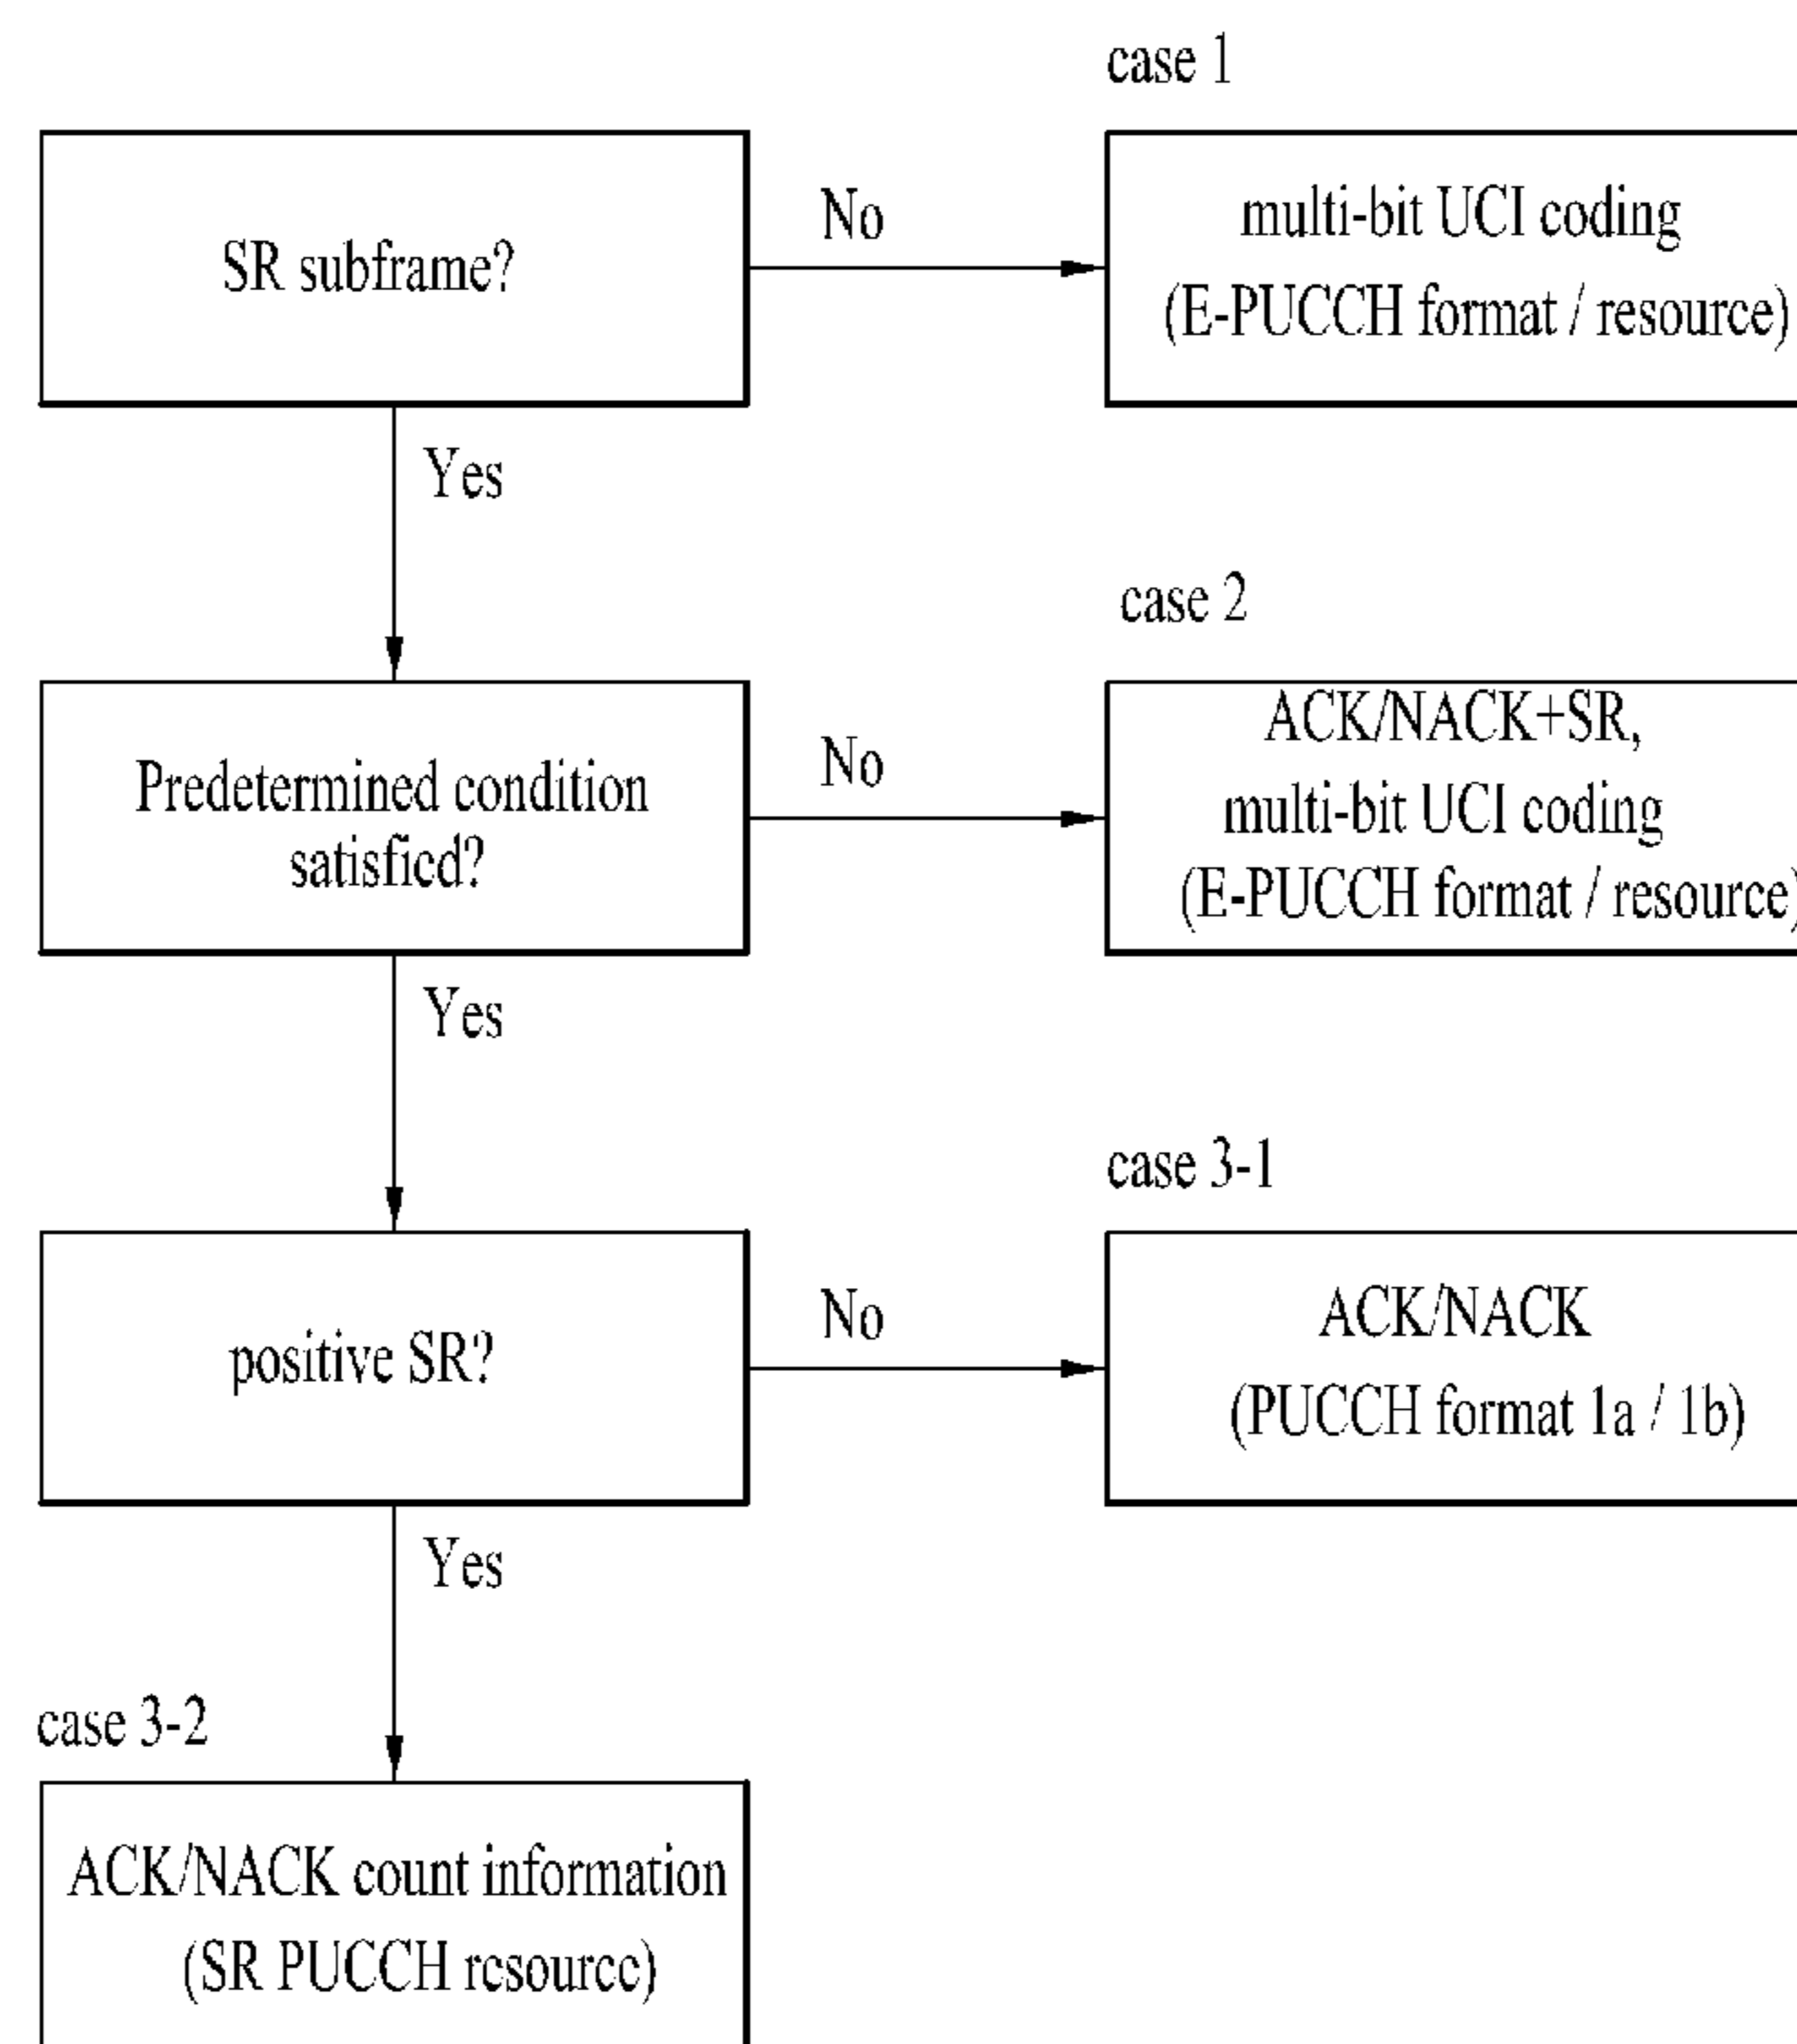 case 1
SR subframe?
No
multi-bit UCI coding
(E-PUCCH format / resource)
Yes
case 2
Predetermined condition
satisfied?
No
ACK/NACK+SR,
multi-bit UCI coding
(E-PUCCH format / resource)
Yes
case 3-1
positive SR?
No
ACK/NACK
(PUCCH format 1a / 1b)
Yes
case 3-2
ACK/NACK count information
(SR PUCCH resource)